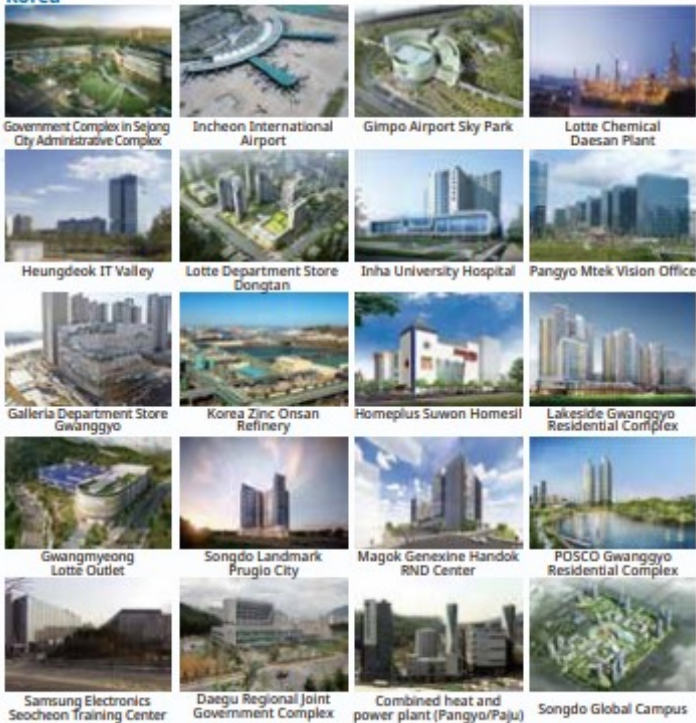 Korea
Government Complex in Sejong
City Administrative Complex
Incheon International
Airport
Gimpo Airport Sky Park
Lotte Chemical
Daesan Plant
Heungdeok IT Valley
Lotte Department Store
Dongtan
Inha University Hospital
Pangyo Mtek Vision Office
Galleria Department Store
Gwanggyo
Korea Zinc Onsan
Refinery
Homeplus Suwon Homesil
Lakeside Gwanggyo
Residential Complex
Gwangmyeong
Lotte Outlet
Songdo Landmark
Prugio City
Magok Genexine Handok
RND Center
POSCO Gwanggyo
Residential Complex
Samsung Electronics
Seocheon Training Center
Daegu Regional Joint
Government Complex
Combined heat and
power plant (Pangyo/Paju)
Songdo Global Campus